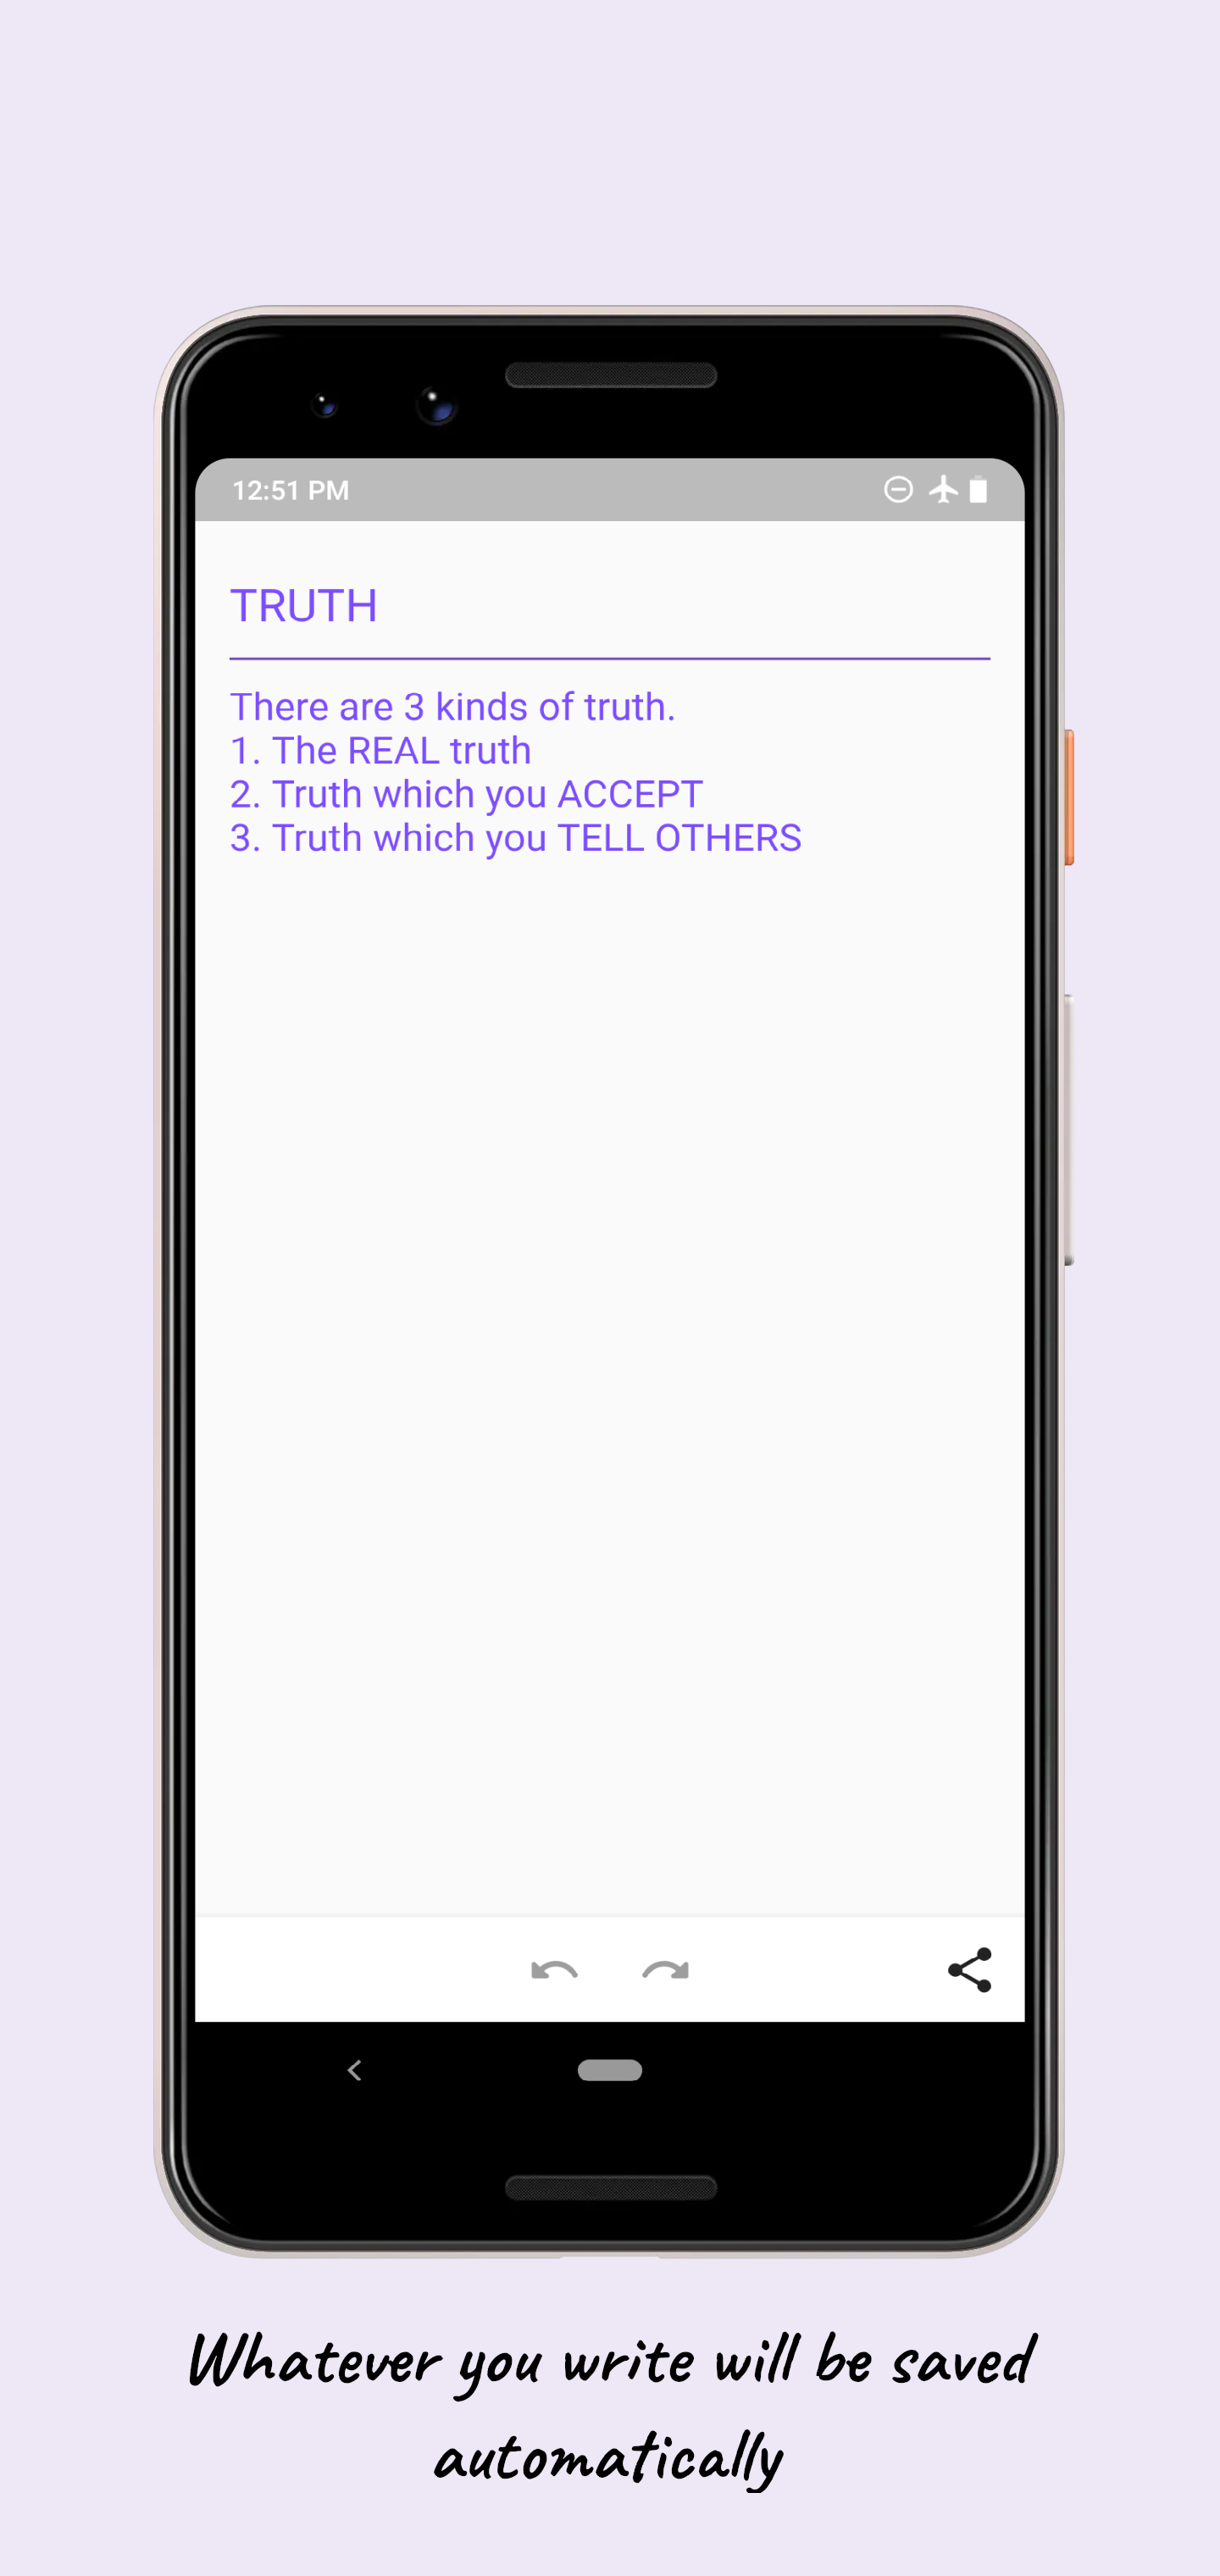 12:51 PM
TRUTH
There are 3 kinds of truth.
1. The REAL truth
2. Truth which you ACCEPT
3. Truth which you TELL OTHERS
Whatever you write will be saved
automatically